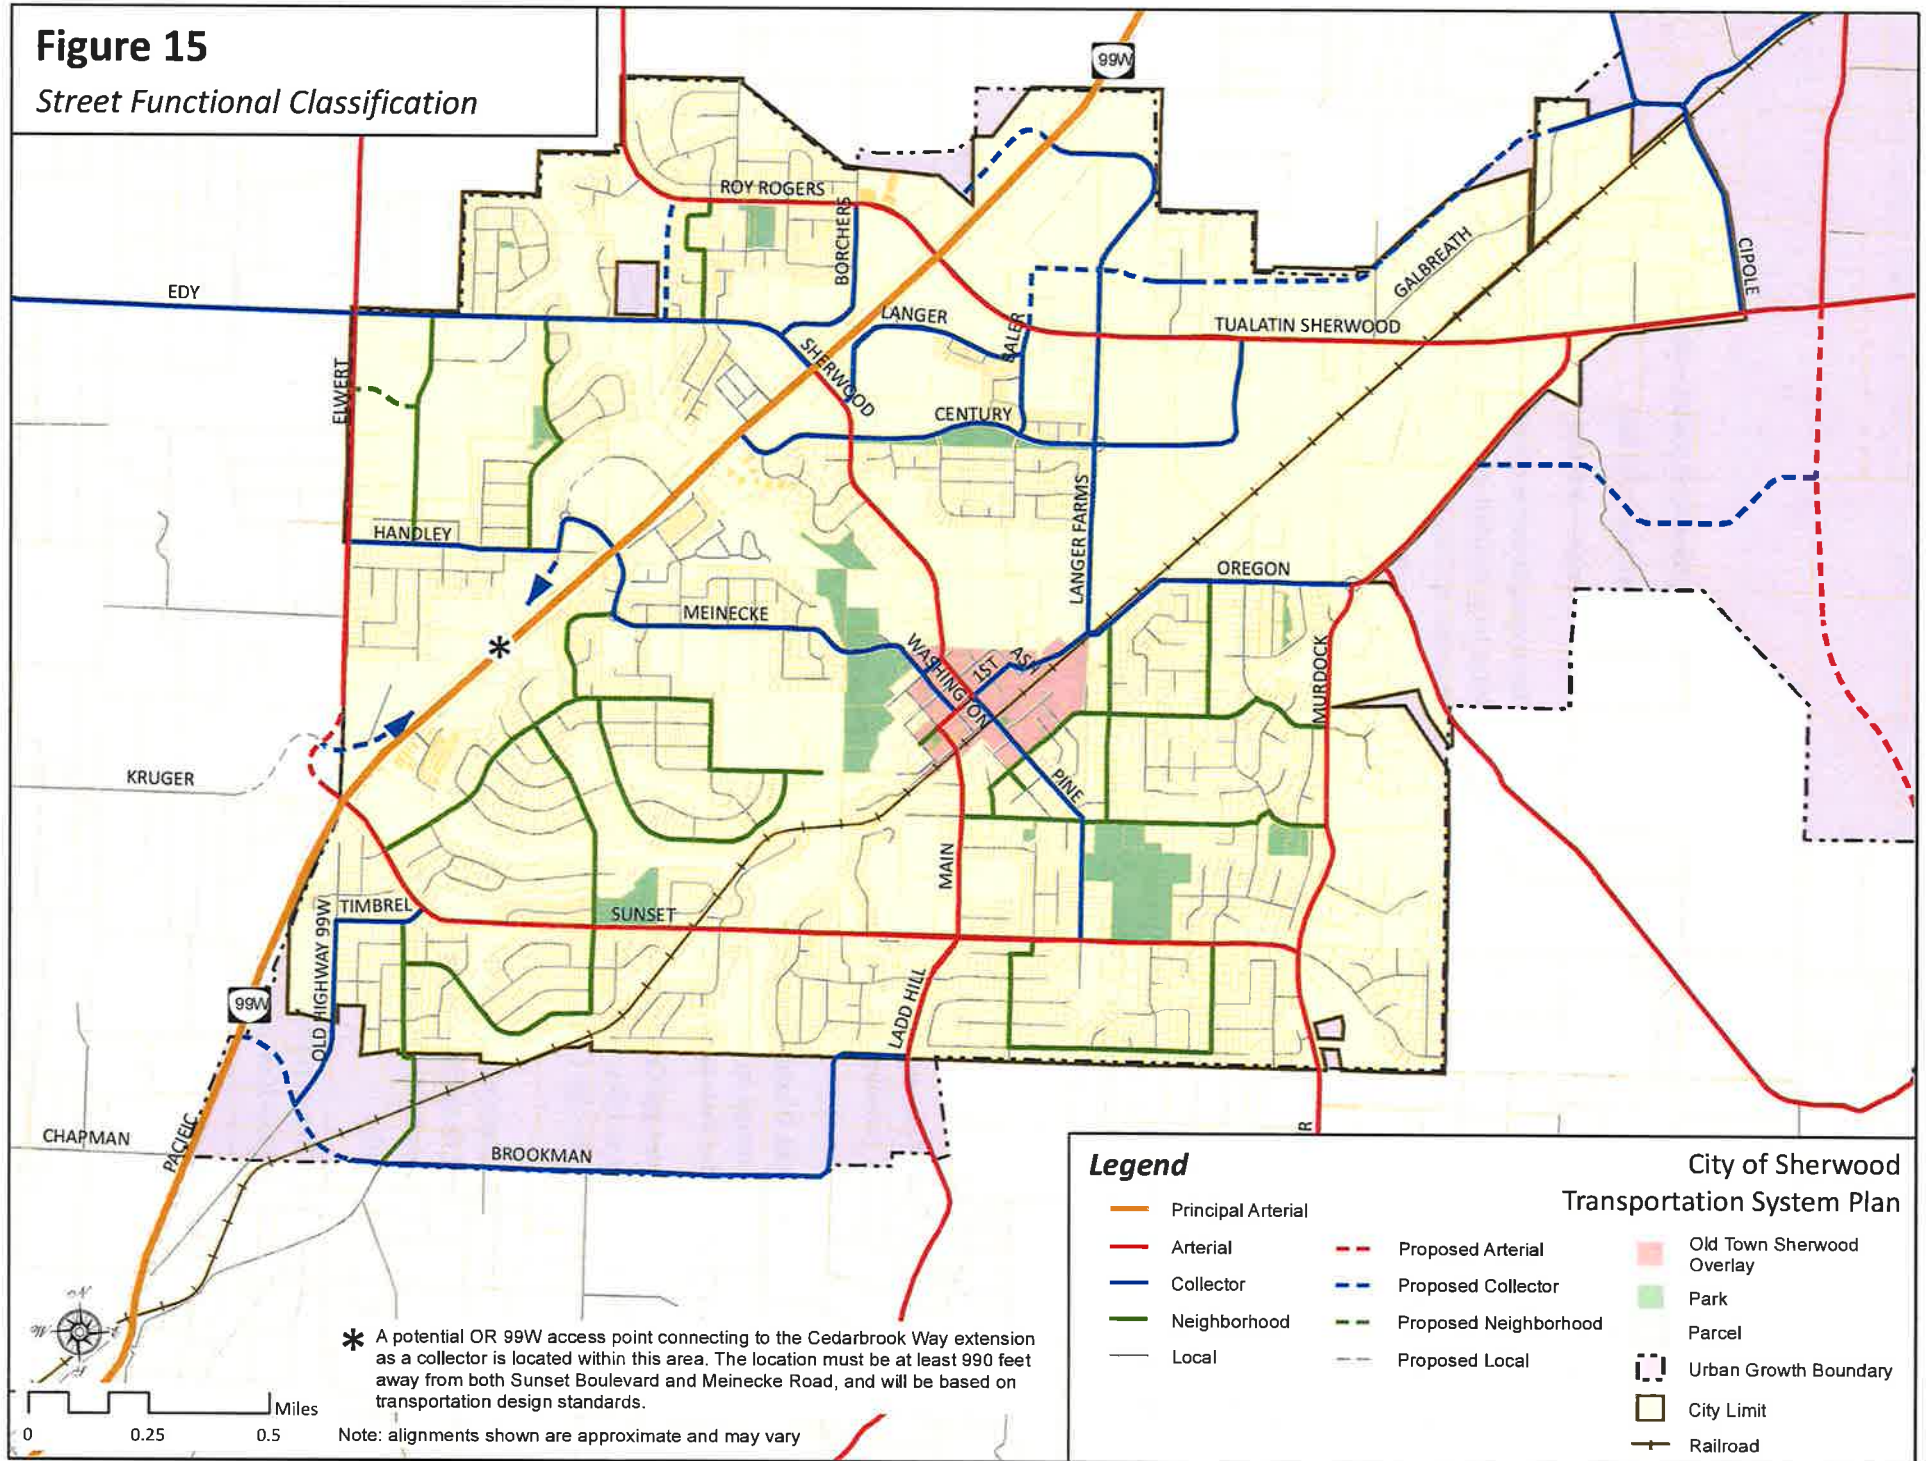 Figure 15
Street Functional Classification
99W
ROY ROGERS
BORCHERS
EDY
GALBREATH
CIPOLE
LANGER
BALER
TUALATIN SHERWOOD
SHERWOOD
ELWERT
CENTURY
LANGER FARMS
HANDLEY
OREGON
MEINECKE
WASHINGTON
1ST
ASH
MURDOCK
*
KRUGER
PINE
MAIN
TIMBREL
SUNSET
OLD HIGHWAY 99W
99W
LADD HILL
CHAPMAN
PACIFIC
BROOKMAN
R
Legend
City of Sherwood
Transportation System Plan
Principal Arterial
Arterial
Collector
Neighborhood
Local
Proposed Arterial
Proposed Collector
Proposed Neighborhood
Proposed Local
Old Town Sherwood
Overlay
Park
Parcel
Urban Growth Boundary
City Limit
Railroad
* A potential OR 99W access point connecting to the Cedarbrook Way extension
as a collector is located within this area. The location must be at least 990 feet
away from both Sunset Boulevard and Meinecke Road, and will be based on
transportation design standards.
Note: alignments shown are approximate and may vary
Miles
0 0.25 0.5